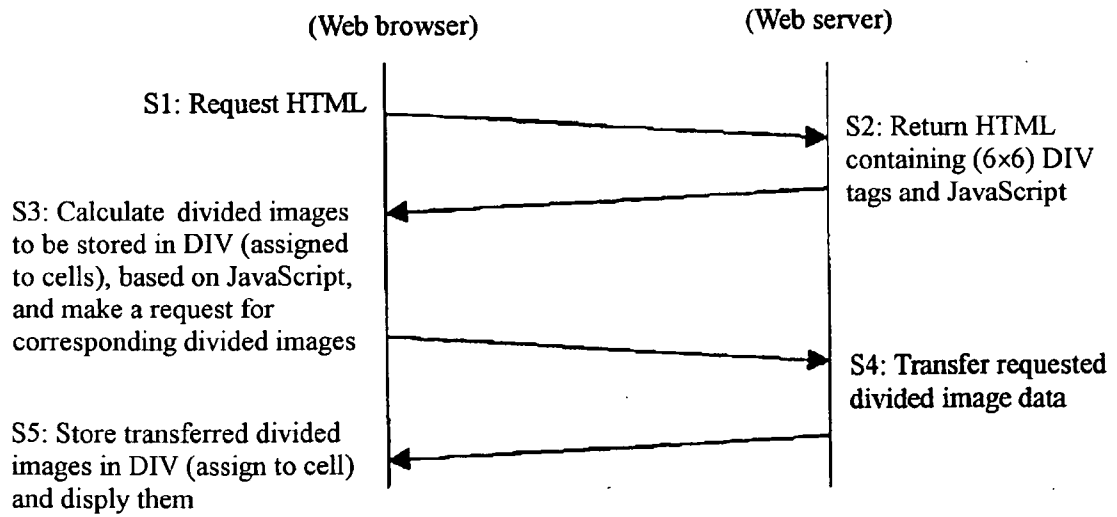 (Web browser)
(Web server)
S1: Request HTML
S2: Return HTML
containing (6×6) DIV
tags and JavaScript
S3: Calculate divided images
to be stored in DIV (assigned
to cells), based on JavaScript,
and make a request for
corresponding divided images
S4: Transfer requested
divided image data
S5: Store transferred divided
images in DIV (assign to cell)
and disply them